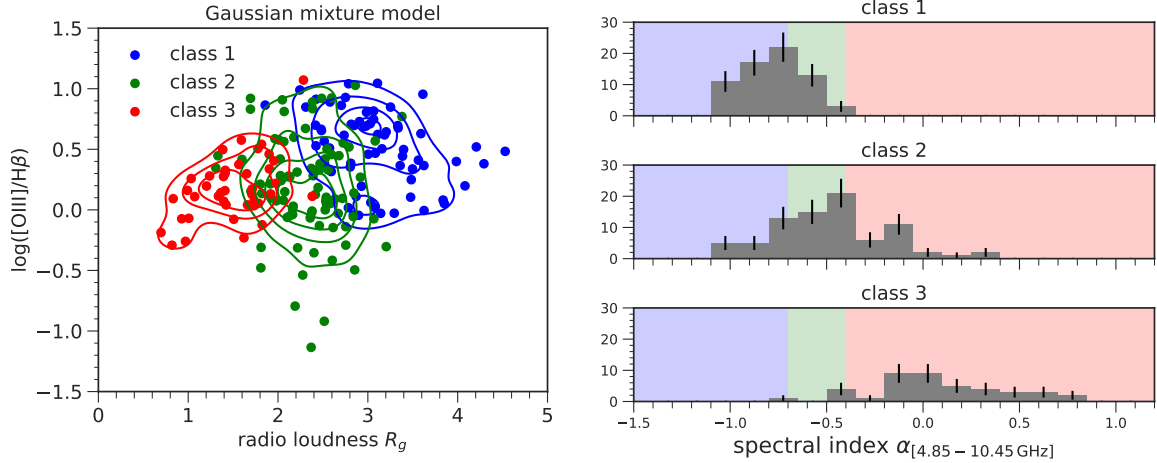 Gaussian mixture model
1.5
1.0
0.5
0.0
−0.5
−1.0
−1.5
log([OIII]/Hβ)
class 1
class 2
class 3
0 1 2 3 4 5
radio loudness R_g
class 1
30
20
10
0
class 2
30
20
10
0
class 3
30
20
10
0
−1.5 −1.0 −0.5 0.0 0.5 1.0
spectral index α[4.85 − 10.45 GHz]